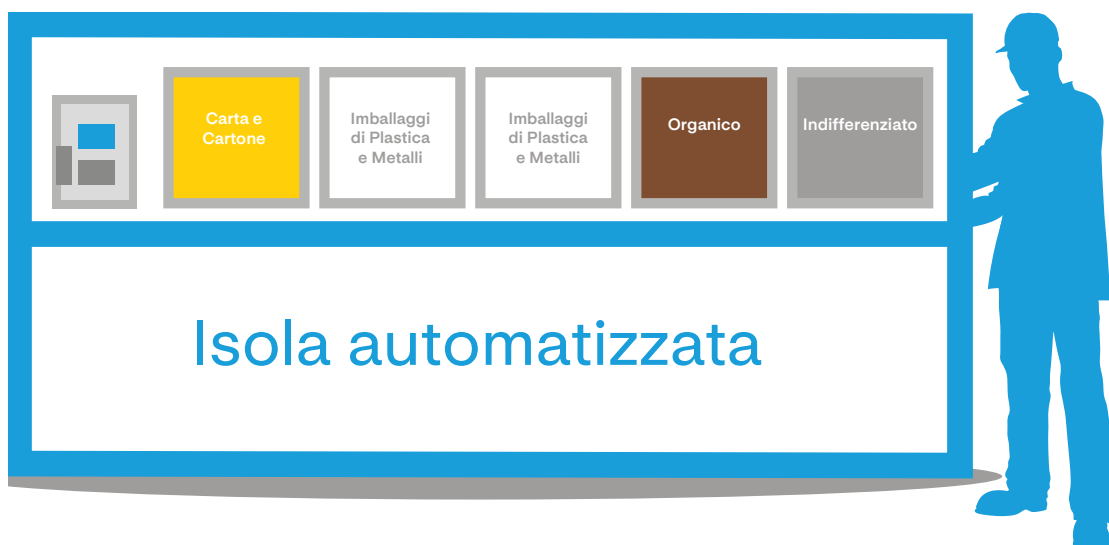 Carta e
Cartone
Imballaggi
di Plastica
e Metalli
Imballaggi
di Plastica
e Metalli
Organico
Indifferenziato
Isola automatizzata